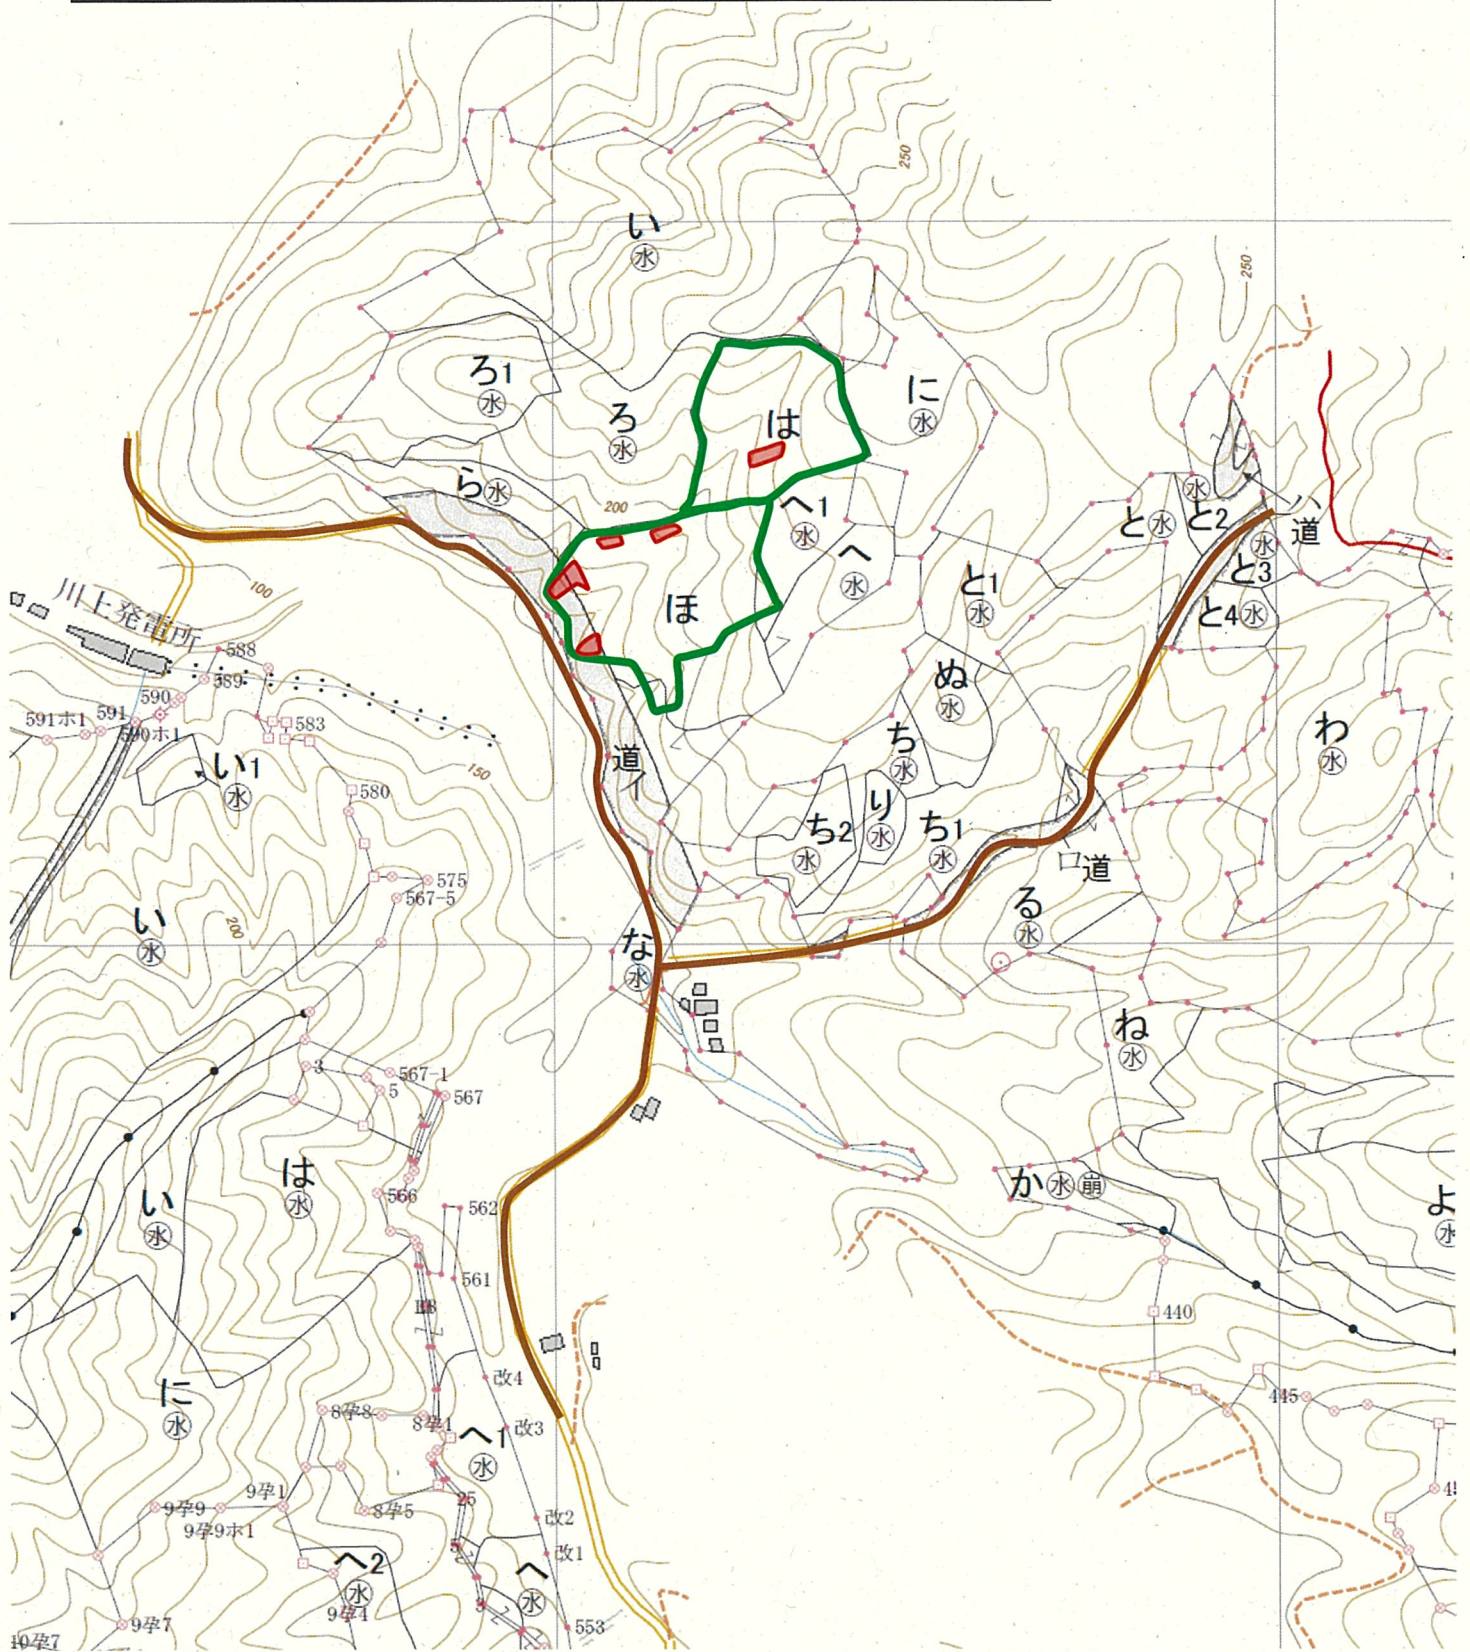 250
い
水
250
ろ1
水
ろ
水
は
に
水
ら水
200
へ1
水
へ
水
と水
水
と2
ハ
道
水
と3
と1
水
と4水
ほ
100
川上発電所
588
589
590
591
591ホ1
590ホ1
583
い1
水
580
150
道
イ
ぬ
水
ち
水
り
水
ち2
水
ち1
水
わ
水
ロ道
575
567-5
る
水
い
水
200
な
水
ね
水
3
567-1
5
567
は
水
566
562
561
い
水
か水崩
よ
水
440
改4
445
に
水
8孕8
8孕1
改3
へ1
水
9孕1
9孕9
9孕9ホ1
8孕5
25
改2
改1
へ2
水
9孕4
5
へ
水
3
9孕7
553
10孕7